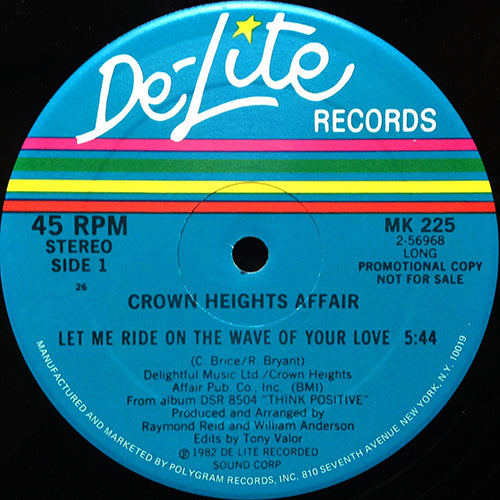 De-Lite
RECORDS
45 RPM
STEREO
SIDE 1
26
MK 225
2-56968
LONG
PROMOTIONAL COPY
NOT FOR SALE
CROWN HEIGHTS AFFAIR
LET ME RIDE ON THE WAVE OF YOUR LOVE 5:44
(C. Brice/R. Bryant)
Delightful Music Ltd./Crown Heights
Affair Pub. Co., Inc. (BMI)
From album DSR 8504 "THINK POSITIVE"
Produced and Arranged by
Raymond Reid and William Anderson
Edits by Tony Valor
℗ 1982 DE-LITE RECORDED
SOUND CORP
MANUFACTURED AND MARKETED BY POLYGRAM RECORDS, INC. 810 SEVENTH AVENUE NEW YORK, N.Y. 10019